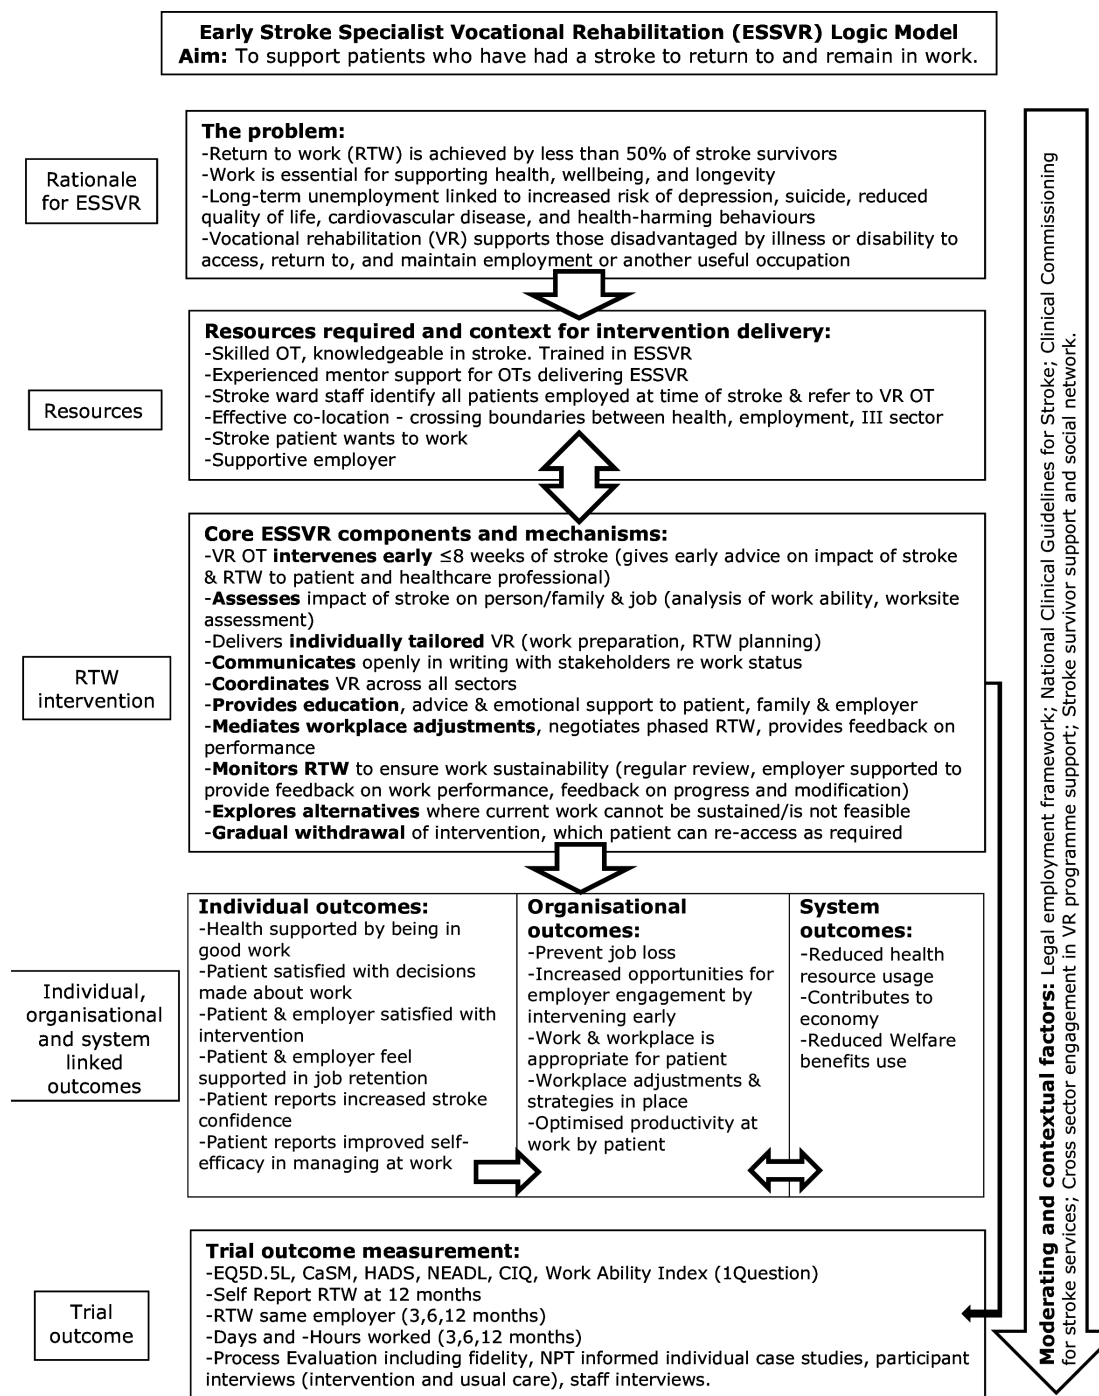 Early Stroke Specialist Vocational Rehabilitation (ESSVR) Logic Model
Aim: To support patients who have had a stroke to return to and remain in work.
Rationale
for ESSVR
The problem:
-Return to work (RTW) is achieved by less than 50% of stroke survivors
-Work is essential for supporting health, wellbeing, and longevity
-Long-term unemployment linked to increased risk of depression, suicide, reduced
quality of life, cardiovascular disease, and health-harming behaviours
-Vocational rehabilitation (VR) supports those disadvantaged by illness or disability to
access, return to, and maintain employment or another useful occupation
Resources
Resources required and context for intervention delivery:
-Skilled OT, knowledgeable in stroke. Trained in ESSVR
-Experienced mentor support for OTs delivering ESSVR
-Stroke ward staff identify all patients employed at time of stroke & refer to VR OT
-Effective co-location - crossing boundaries between health, employment, III sector
-Stroke patient wants to work
-Supportive employer
RTW
intervention
Core ESSVR components and mechanisms:
-VR OT intervenes early ≤8 weeks of stroke (gives early advice on impact of stroke
& RTW to patient and healthcare professional)
-Assesses impact of stroke on person/family & job (analysis of work ability, worksite
assessment)
-Delivers individually tailored VR (work preparation, RTW planning)
-Communicates openly in writing with stakeholders re work status
-Coordinates VR across all sectors
-Provides education, advice & emotional support to patient, family & employer
-Mediates workplace adjustments, negotiates phased RTW, provides feedback on
performance
-Monitors RTW to ensure work sustainability (regular review, employer supported to
provide feedback on work performance, feedback on progress and modification)
-Explores alternatives where current work cannot be sustained/is not feasible
-Gradual withdrawal of intervention, which patient can re-access as required
Individual,
organisational
and system
linked
outcomes
Individual outcomes:
-Health supported by being in
good work
-Patient satisfied with decisions
made about work
-Patient & employer satisfied with
intervention
-Patient & employer feel
supported in job retention
-Patient reports increased stroke
confidence
-Patient reports improved self-
efficacy in managing at work
Organisational
outcomes:
-Prevent job loss
-Increased opportunities for
employer engagement by
intervening early
-Work & workplace is
appropriate for patient
-Workplace adjustments &
strategies in place
-Optimised productivity at
work by patient
System
outcomes:
-Reduced health
resource usage
-Contributes to
economy
-Reduced Welfare
benefits use
Trial
outcome
Trial outcome measurement:
-EQ5D.5L, CaSM, HADS, NEADL, CIQ, Work Ability Index (1Question)
-Self Report RTW at 12 months
-RTW same employer (3,6,12 months)
-Days and -Hours worked (3,6,12 months)
-Process Evaluation including fidelity, NPT informed individual case studies, participant
interviews (intervention and usual care), staff interviews.
Moderating and contextual factors: Legal employment framework; National Clinical Guidelines for Stroke; Clinical Commissioning
for stroke services; Cross sector engagement in VR programme support; Stroke survivor support and social network.